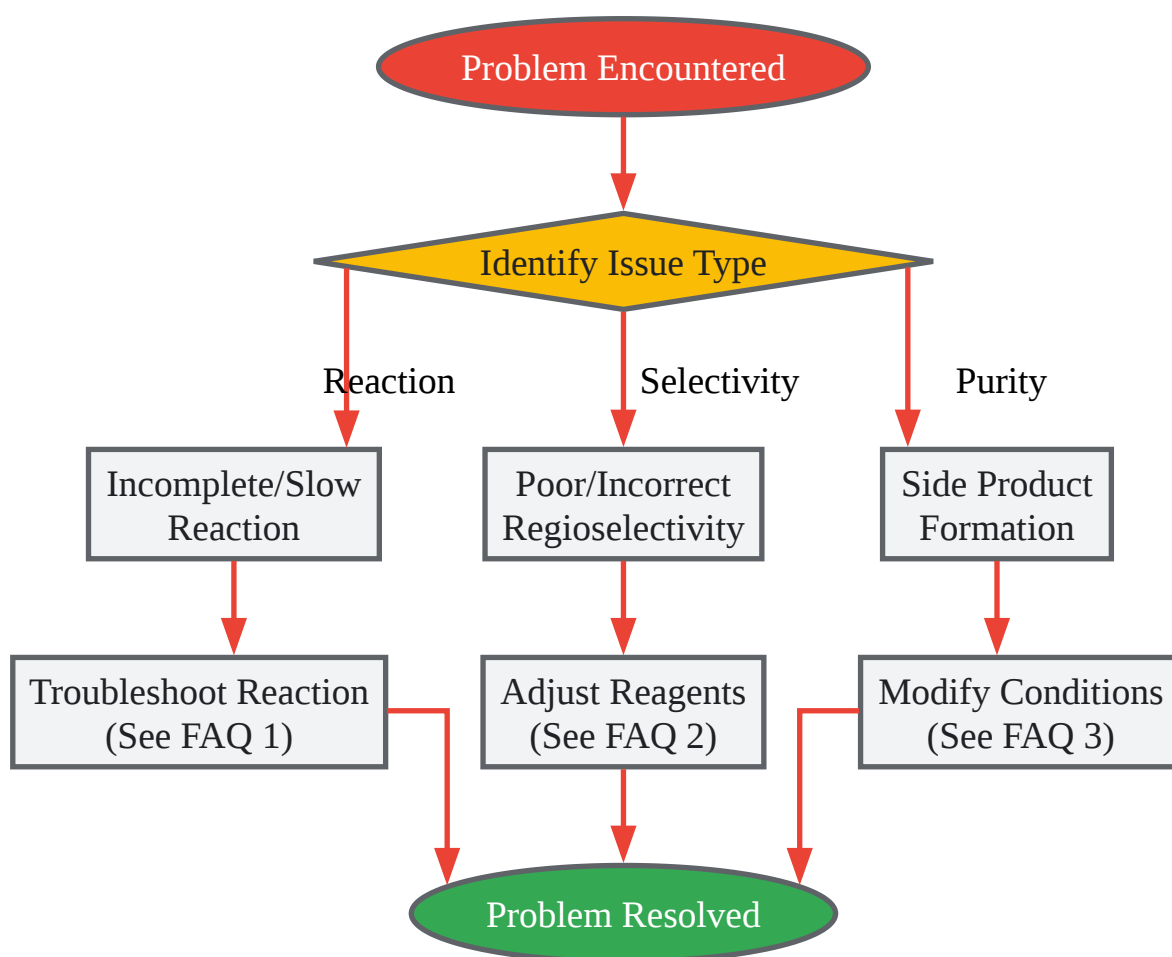 Problem Encountered
Identify Issue Type
Reaction
Selectivity
Purity
Incomplete/Slow
Reaction
Poor/Incorrect
Regioselectivity
Side Product
Formation
Troubleshoot Reaction
(See FAQ 1)
Adjust Reagents
(See FAQ 2)
Modify Conditions
(See FAQ 3)
Problem Resolved